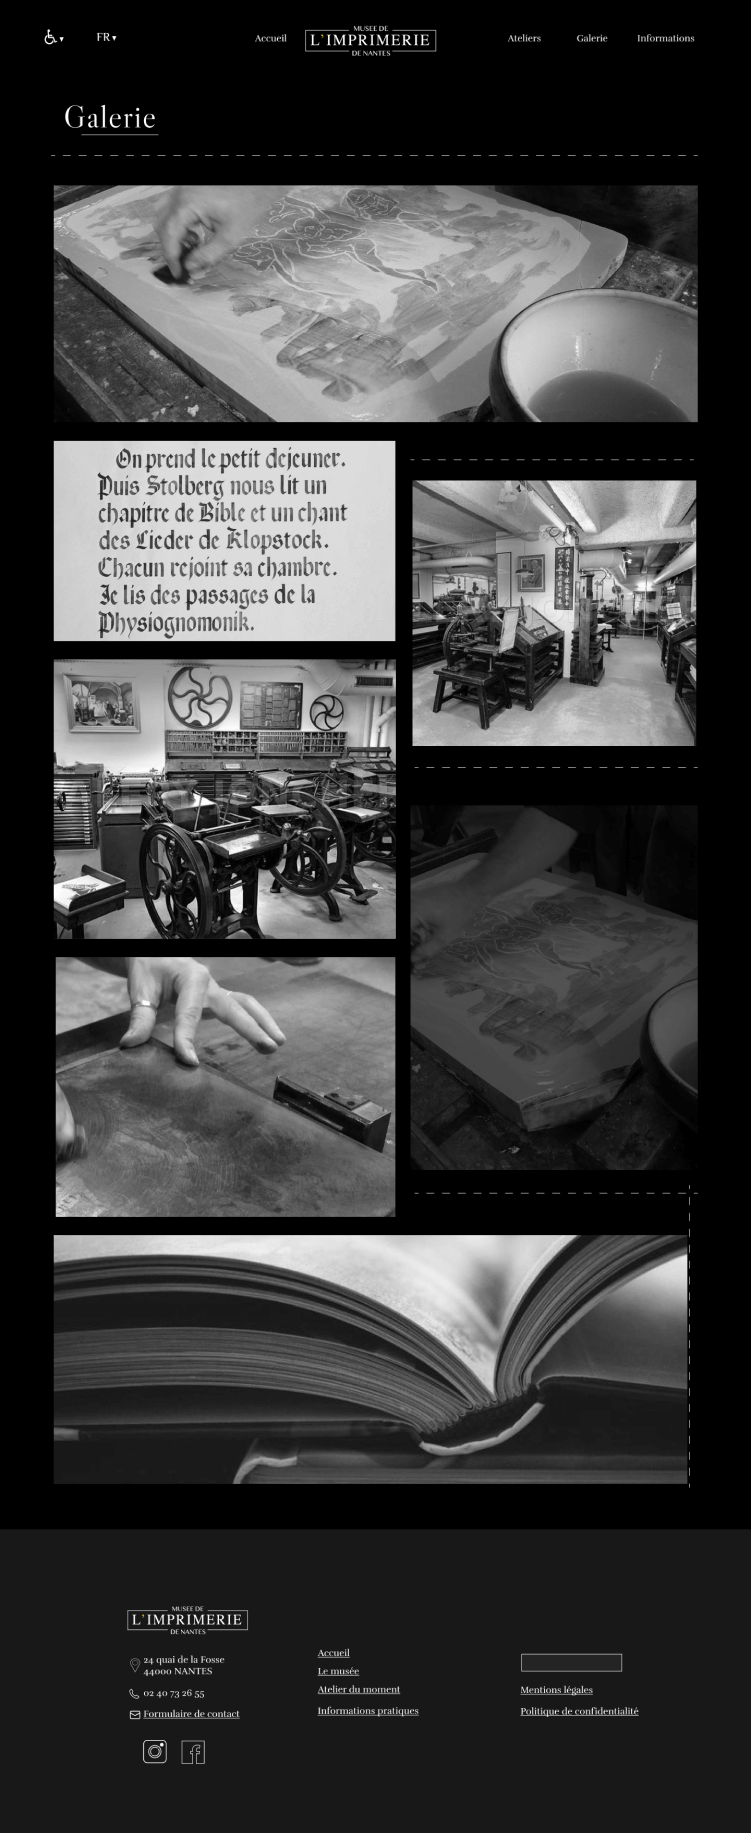 FR
Accueil
MUSEE DE
L'IMPRIMERIE
DE NANTES
Ateliers
Galerie
Informations
Galerie
On prend le petit dejeuner.
Puis Stolberg nous lit un
chapitre de Bible et un chant
des Lieder de Klopstock.
Chacun rejoint sa chambre.
Je lis des passages de la
Physiognomonik.
MUSEE DE
L'IMPRIMERIE
DE NANTES
24 quai de la Fosse
44000 NANTES
02 40 73 26 55
Formulaire de contact
Accueil
Le musée
Atelier du moment
Informations pratiques
Mentions légales
Politique de confidentialité